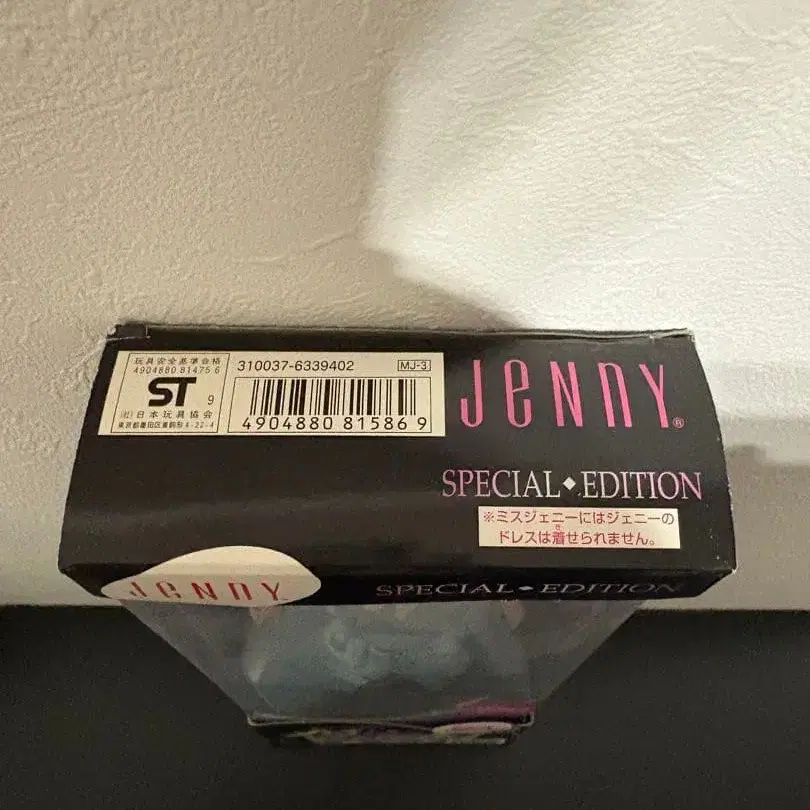 玩具安全基準合格
4904880 81475 6
ST 9
(社)日本玩具協会
東京都墨田区東駒形4-22-4
310037-6339402
MJ-3
4904880 815869
JeNNY®
SPECIAL◆EDITION
※ミスジェニーにはジェニーの
ドレスは着せられません。
せ
JeNNY
SPECIAL◆EDITION